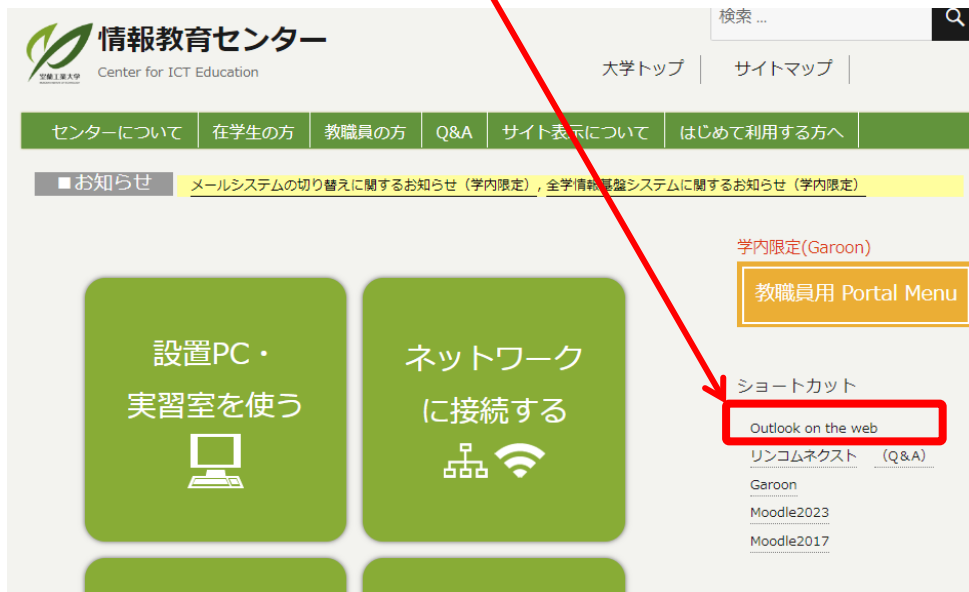 検索 ...
情報教育センター
室蘭工業大学
Center for ICT Education
大学トップ
サイトマップ
センターについて
在学生の方
教職員の方
Q&A
サイト表示について
はじめて利用する方へ
■お知らせ
メールシステムの切り替えに関するお知らせ（学内限定）, 全学情報基盤システムに関するお知らせ（学内限定）
学内限定(Garoon)
教職員用 Portal Menu
設置PC・
実習室を使う
ネットワーク
に接続する
ショートカット
Outlook on the web
リンコムネクスト （Q&A）
Garoon
Moodle2023
Moodle2017